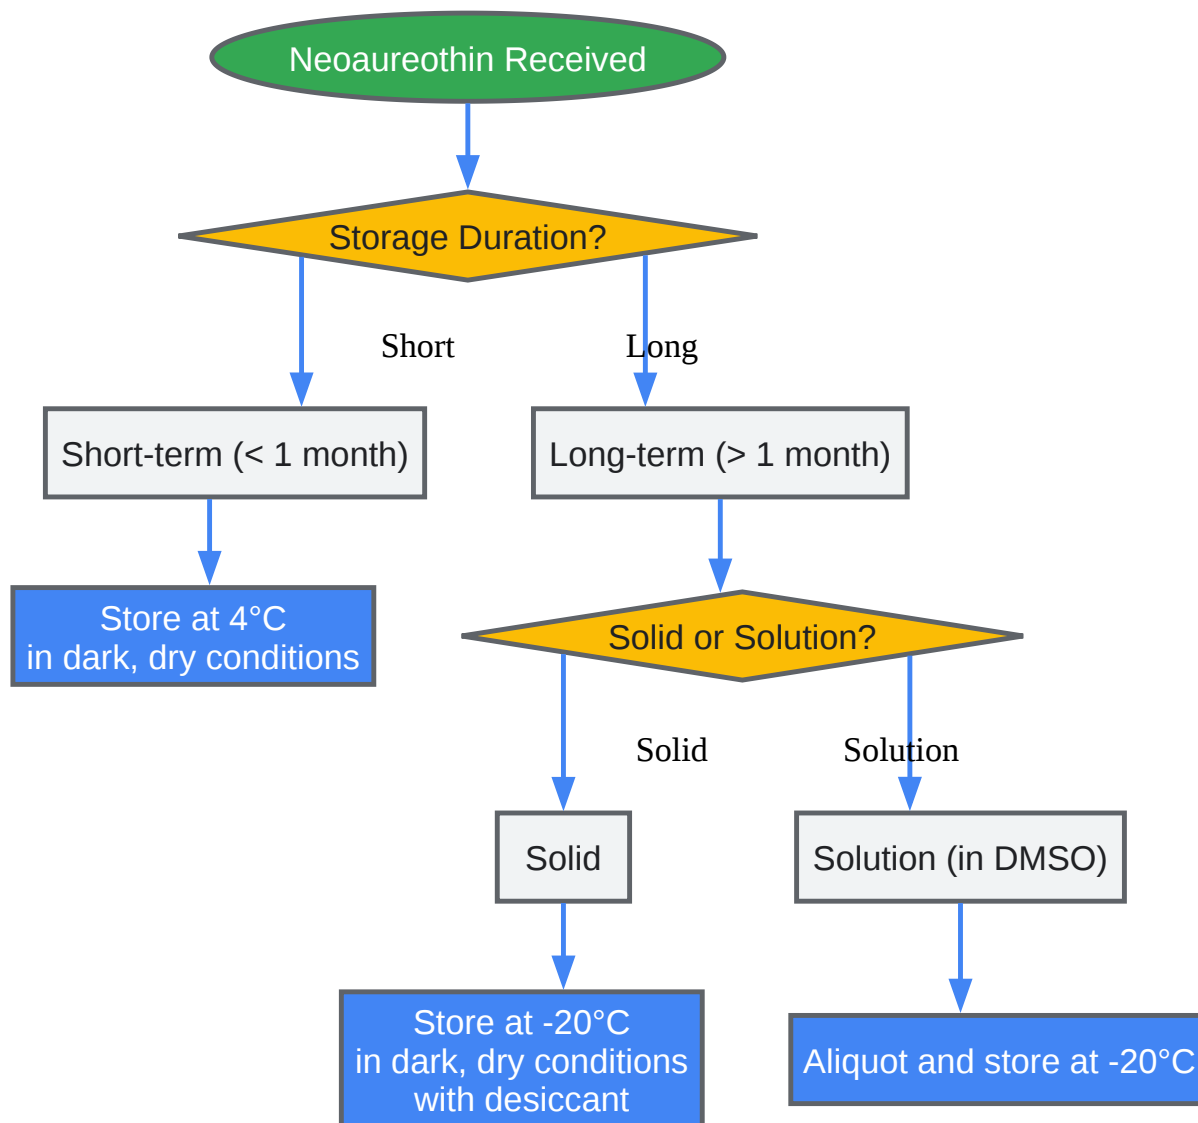 Neoaureothin Received
Storage Duration?
Short
Long
Short-term (< 1 month)
Long-term (> 1 month)
Store at 4°C
in dark, dry conditions
Solid or Solution?
Solid
Solution
Solid
Solution (in DMSO)
Store at -20°C
in dark, dry conditions
with desiccant
Aliquot and store at -20°C